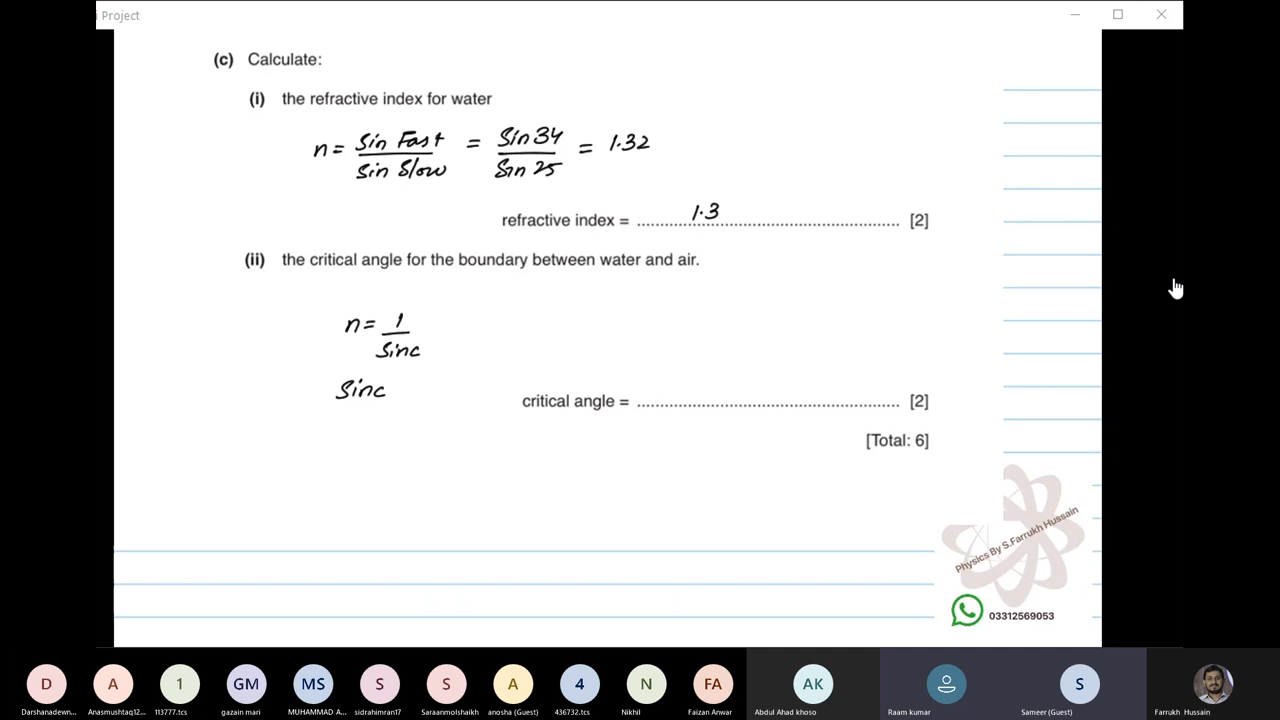 i Project
(c) Calculate:
(i) the refractive index for water
n = Sin Fast / Sin Slow = Sin 34 / Sin 25 = 1.32
refractive index = 1.3 [2]
(ii) the critical angle for the boundary between water and air.
n = 1 / Sinc
Sinc
critical angle = [2]
[Total: 6]
Physics By S.Farrukh Hussain
03312569053
D A 1 GM MS S S A 4 N FA AK S
Darshanadewn... Anasmushtaq12... 113777.tcs gazain mari MUHAMMAD A... sidrahimran17 Saraanmolshaikh anosha (Guest) 436732.tcs Nikhil Faizan Anwar Abdul Ahad khoso Raam kumar Sameer (Guest) Farrukh Hussain